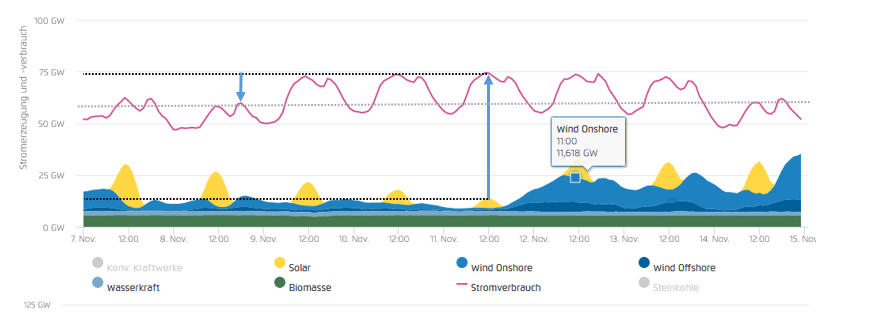 100 GW
Stromerzeugung und -verbrauch
75 GW
50 GW
25 GW
0 GW
Wind Onshore
11:00
11,618 GW
7. Nov. 12:00 8. Nov. 12:00 9. Nov. 12:00 10. Nov. 12:00 11. Nov. 12:00 12. Nov. 12:00 13. Nov. 12:00 14. Nov. 12:00 15. Nov
Konv. Kraftwerke Solar Wind Onshore Wind Offshore
Wasserkraft Biomasse Stromverbrauch Steinkohle
125 GW